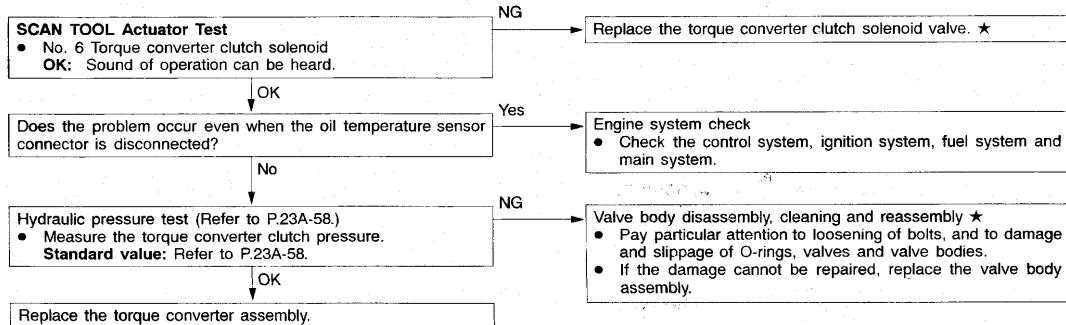 SCAN TOOL Actuator Test
● No. 6 Torque converter clutch solenoid
OK: Sound of operation can be heard.
NG
Replace the torque converter clutch solenoid valve. ★
OK
Does the problem occur even when the oil temperature sensor
connector is disconnected?
Yes
Engine system check
● Check the control system, ignition system, fuel system and
main system.
No
Hydraulic pressure test (Refer to P.23A-58.)
● Measure the torque converter clutch pressure.
Standard value: Refer to P.23A-58.
NG
Valve body disassembly, cleaning and reassembly ★
● Pay particular attention to loosening of bolts, and to damage
and slippage of O-rings, valves and valve bodies.
● If the damage cannot be repaired, replace the valve body
assembly.
OK
Replace the torque converter assembly.